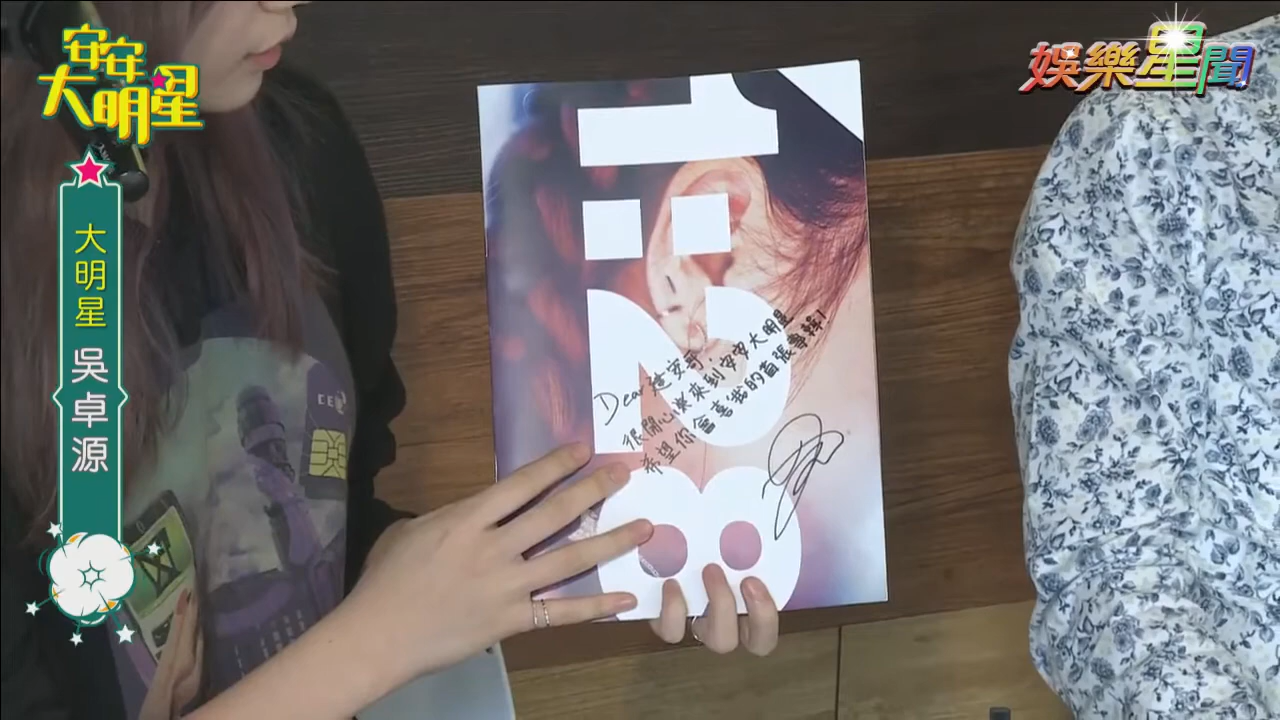 安安
大明星
娛樂星聞
大明星
吳卓源
Dear 建安哥：
很開心來到安安大明星
希望你會喜我的首張專輯！